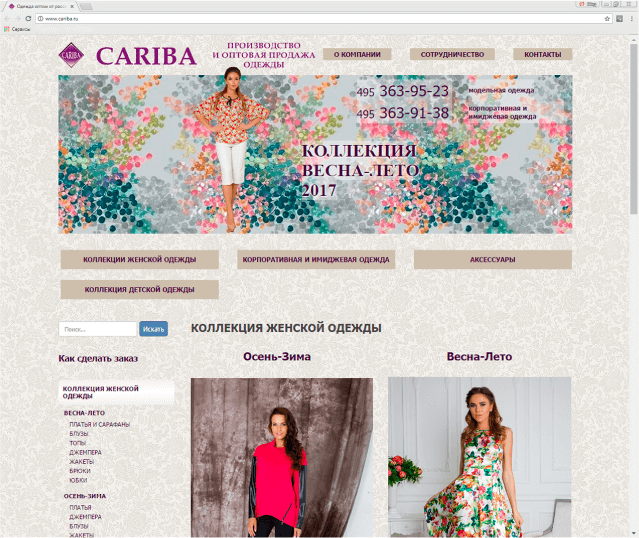 Одежда оптом от росс
www.cariba.ru
Сервисы
CARIBA
CARIBA
ПРОИЗВОДСТВО
И ОПТОВАЯ ПРОДАЖА
ОДЕЖДЫ
О КОМПАНИИ
СОТРУДНИЧЕСТВО
КОНТАКТЫ
495 363-95-23
модельная одежда
495 363-91-38
корпоративная и
имиджевая одежда
КОЛЛЕКЦИЯ
ВЕСНА-ЛЕТО
2017
КОЛЛЕКЦИИ ЖЕНСКОЙ ОДЕЖДЫ
КОРПОРАТИВНАЯ И ИМИДЖЕВАЯ ОДЕЖДА
АКСЕССУАРЫ
КОЛЛЕКЦИЯ ДЕТСКОЙ ОДЕЖДЫ
Поиск...
Искать
КОЛЛЕКЦИЯ ЖЕНСКОЙ ОДЕЖДЫ
Как сделать заказ
Осень-Зима
Весна-Лето
КОЛЛЕКЦИЯ ЖЕНСКОЙ
ОДЕЖДЫ
ВЕСНА-ЛЕТО
ПЛАТЬЯ И САРАФАНЫ
БЛУЗЫ
ТОПЫ
ДЖЕМПЕРА
ЖАКЕТЫ
БРЮКИ
ЮБКИ
ОСЕНЬ-ЗИМА
ПЛАТЬЯ
ДЖЕМПЕРА
БЛУЗЫ
ЖАКЕТЫ